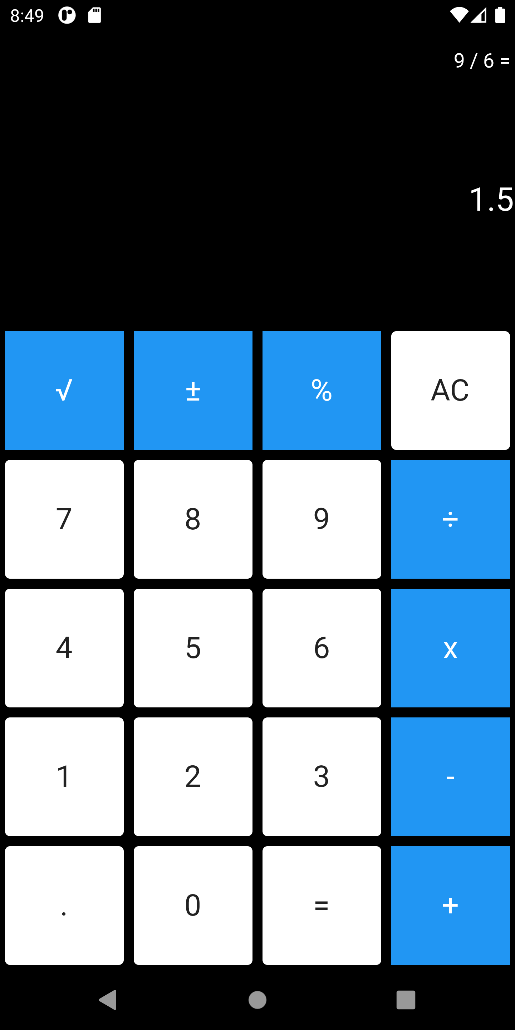 8:49
9 / 6 =
1.5
√ ± % AC
7 8 9 ÷
4 5 6 x
1 2 3 -
. 0 = +